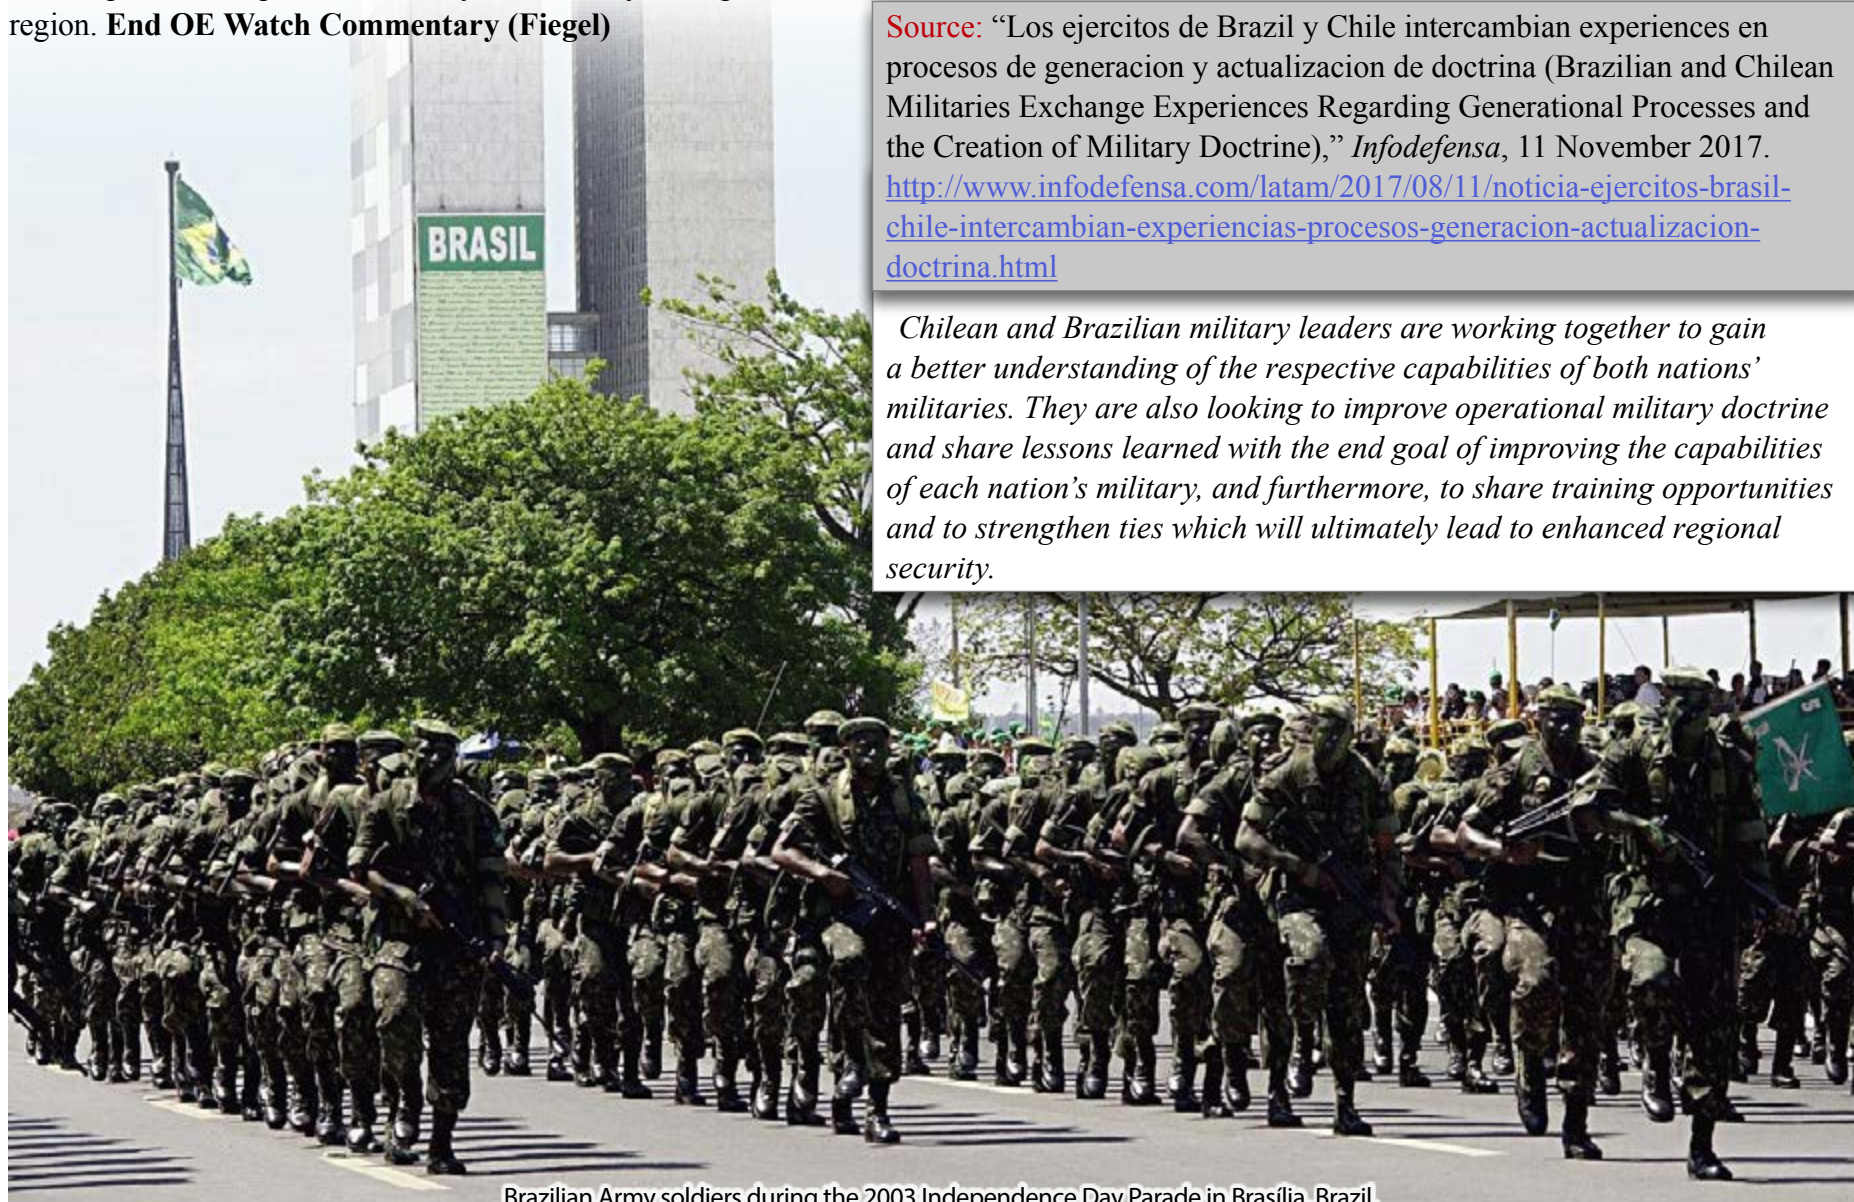 region. End OE Watch Commentary (Fiegel)
Source: “Los ejercitos de Brazil y Chile intercambian experiences en
procesos de generacion y actualizacion de doctrina (Brazilian and Chilean
Militaries Exchange Experiences Regarding Generational Processes and
the Creation of Military Doctrine),” Infodefensa, 11 November 2017.
http://www.infodefensa.com/latam/2017/08/11/noticia-ejercitos-brasil-
chile-intercambian-experiencias-procesos-generacion-actualizacion-
doctrina.html
Chilean and Brazilian military leaders are working together to gain
a better understanding of the respective capabilities of both nations’
militaries. They are also looking to improve operational military doctrine
and share lessons learned with the end goal of improving the capabilities
of each nation’s military, and furthermore, to share training opportunities
and to strengthen ties which will ultimately lead to enhanced regional
security.
BRASIL
Brazilian Army soldiers during the 2003 Independence Day Parade in Brasília, Brazil